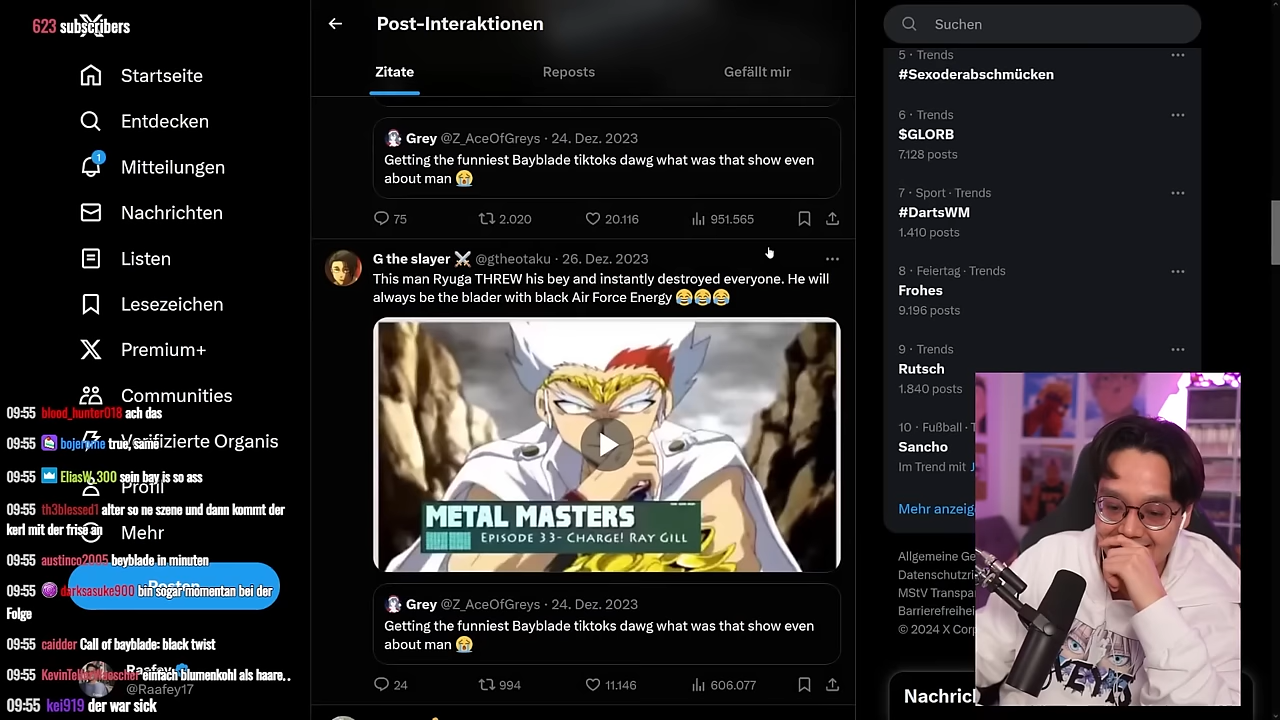 623 subscribers
Startseite
Entdecken
1
Mitteilungen
Nachrichten
Listen
Lesezeichen
Premium+
Communities
Verifizierte Organis
Profil
Mehr
Posten
Raafey
@Raafey17
09:55 blood_hunter018 ach das
09:55 bojerome true, same
09:55 EliasW_300 sein bay is so ass
09:55 th3blessed1 alter so ne szene und dann kommt der
kerl mit der frise an
09:55 austinco2005 beyblade in minuten
09:55 darksasuke900 bin sogar momentan bei der
Folge
09:55 caidder Call of bayblade: black twist
09:55 einfach blumenkohl als haare. .
09:55 kei919 der war sick
Post-Interaktionen
Zitate
Reposts
Gefällt mir
Grey @Z_AceOfGreys · 24. Dez. 2023
Getting the funniest Bayblade tiktoks dawg what was that show even
about man 😭
75 2.020 20.116 951.565
G the slayer ⚔️ @gtheotaku · 26. Dez. 2023
This man Ryuga THREW his bey and instantly destroyed everyone. He will
always be the blader with black Air Force Energy 😂😂😂
METAL MASTERS
EPISODE 33- CHARGE! RAY GILL
Grey @Z_AceOfGreys · 24. Dez. 2023
Getting the funniest Bayblade tiktoks dawg what was that show even
about man 😭
24 994 11.146 606.077
Suchen
5 · Trends
#Sexoderabschmücken
6 · Trends
$GLORB
7.128 posts
7 · Sport · Trends
#DartsWM
1.410 posts
8 · Feiertag · Trends
Frohes
9.196 posts
9 · Trends
Rutsch
1.840 posts
10 · Fußball · T
Sancho
Im Trend mit J
Mehr anzeig
Allgemeine Ge
Datenschutzri
MStV Transpa
Barrierefreihei
© 2024 X Corp
Nachrich